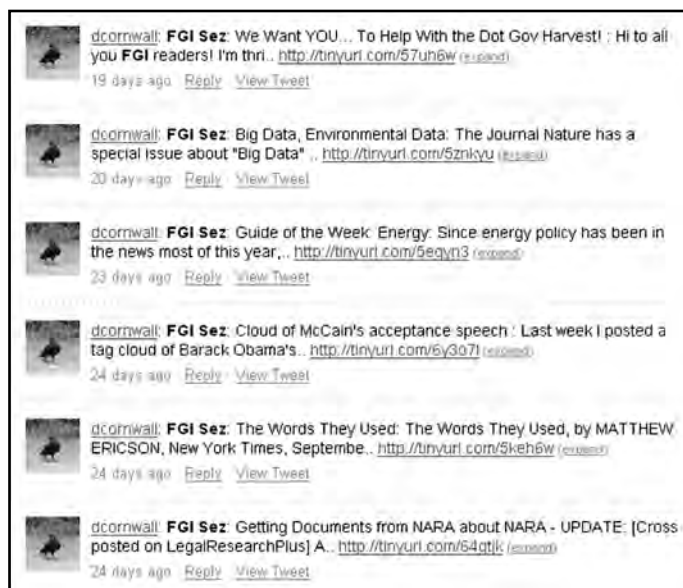 dcornwall: FGI Sez: We Want YOU... To Help With the Dot Gov Harvest! : Hi to all
you FGI readers! I'm thri.. http://tinyurl.com/57uh6w (expand)
19 days ago · Reply · View Tweet
dcornwall: FGI Sez: Big Data, Environmental Data: The Journal Nature has a
special issue about "Big Data" .. http://tinyurl.com/5znkyu (expand)
20 days ago · Reply · View Tweet
dcornwall: FGI Sez: Guide of the Week: Energy: Since energy policy has been in
the news most of this year,.. http://tinyurl.com/5eqyn3 (expand)
23 days ago · Reply · View Tweet
dcornwall: FGI Sez: Cloud of McCain's acceptance speech : Last week I posted a
tag cloud of Barack Obama's.. http://tinyurl.com/6y3o7l (expand)
24 days ago · Reply · View Tweet
dcornwall: FGI Sez: The Words They Used: The Words They Used, by MATTHEW
ERICSON, New York Times, Septembe.. http://tinyurl.com/5keh6w (expand)
24 days ago · Reply · View Tweet
dcornwall: FGI Sez: Getting Documents from NARA about NARA - UPDATE: [Cross
posted on LegalResearchPlus] A.. http://tinyurl.com/64qtjk (expand)
24 days ago · Reply · View Tweet